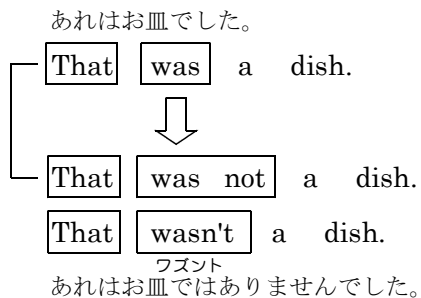 あれはお皿でした。
That was a dish.
That was not a dish.
That wasn't a dish.
ワズント
あれはお皿ではありませんでした。